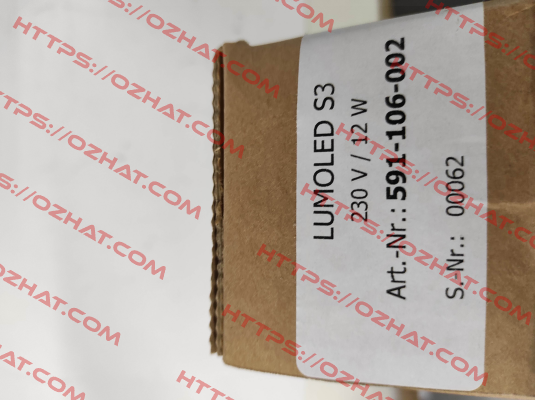 LUMOLED S3
230 V / 12 W
Art.-Nr.: 591-106-002
S.-Nr.: 00062
HTTPS://OZHAT.COM